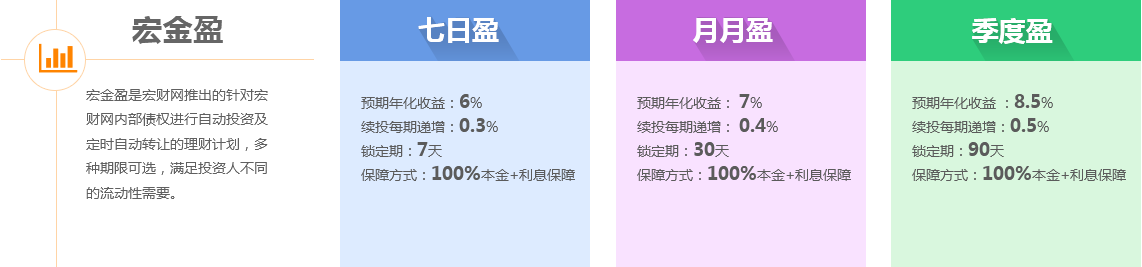 宏金盈
宏金盈是宏财网推出的针对宏
财网内部债权进行自动投资及
定时自动转让的理财计划，多
种期限可选，满足投资人不同
的流动性需要。
七日盈
预期年化收益：6%
续投每期递增：0.3%
锁定期：7天
保障方式：100%本金+利息保障
月月盈
预期年化收益： 7%
续投每期递增： 0.4%
锁定期：30天
保障方式：100%本金+利息保障
季度盈
预期年化收益 ：8.5%
续投每期递增：0.5%
锁定期：90天
保障方式：100%本金+利息保障